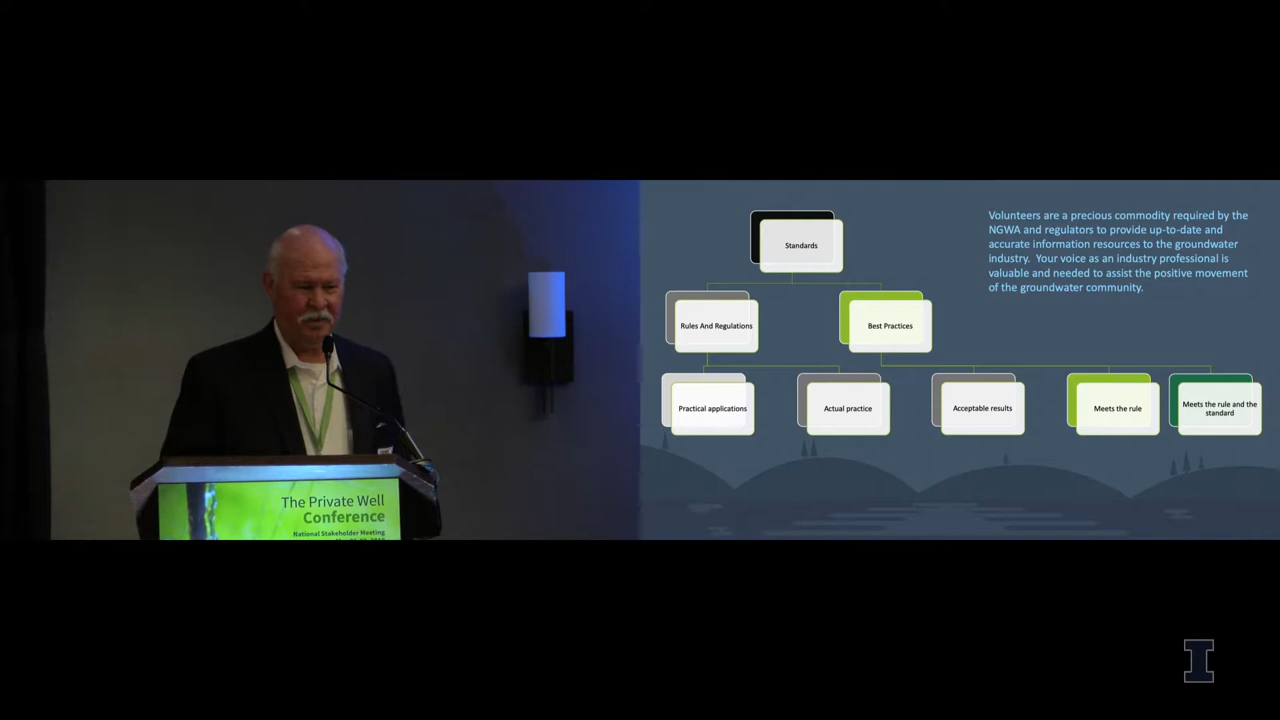 Standards
Volunteers are a precious commodity required by the
NGWA and regulators to provide up-to-date and
accurate information resources to the groundwater
industry.  Your voice as an industry professional is
valuable and needed to assist the positive movement
of the groundwater community.
Rules And Regulations
Best Practices
Practical applications
Actual practice
Acceptable results
Meets the rule
Meets the rule and the
standard
The Private Well
Conference
National Stakeholder Meeting
I